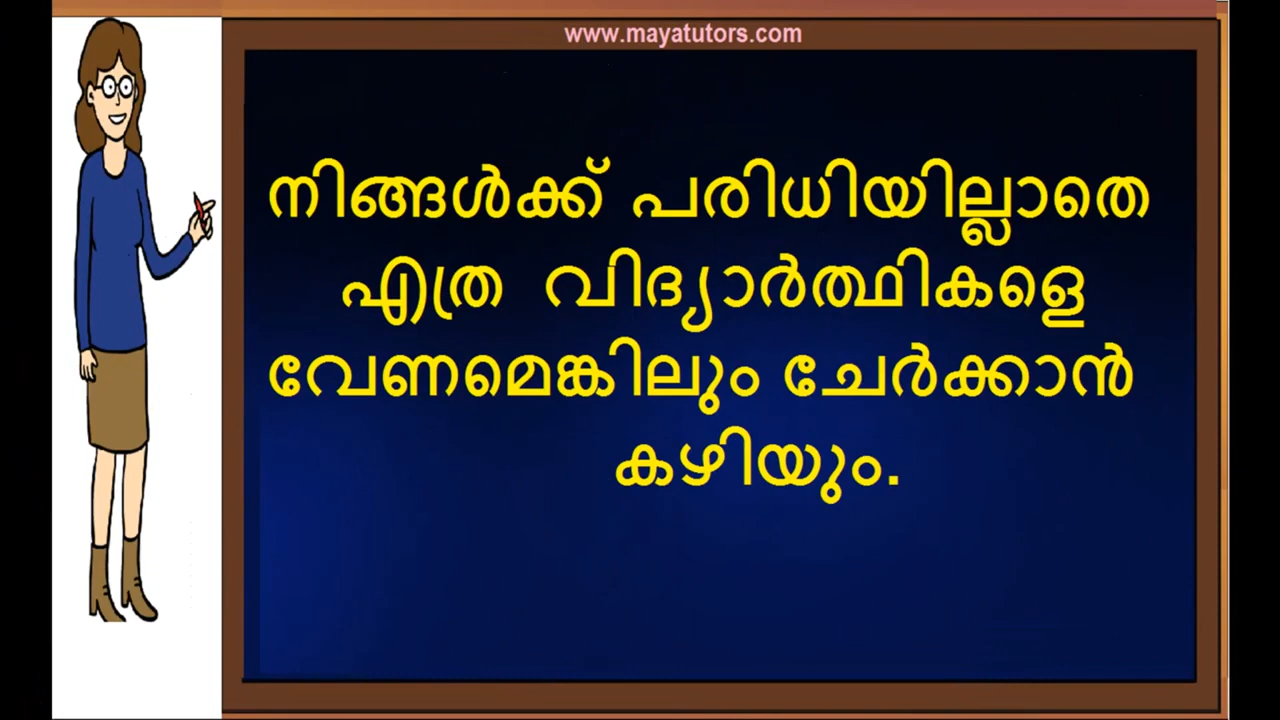 www.mayatutors.com
നിങ്ങൾക്ക് പരിധിയില്ലാതെ
എത്ര വിദ്യാർത്ഥികളെ
വേണമെങ്കിലും ചേർക്കാൻ
കഴിയും.